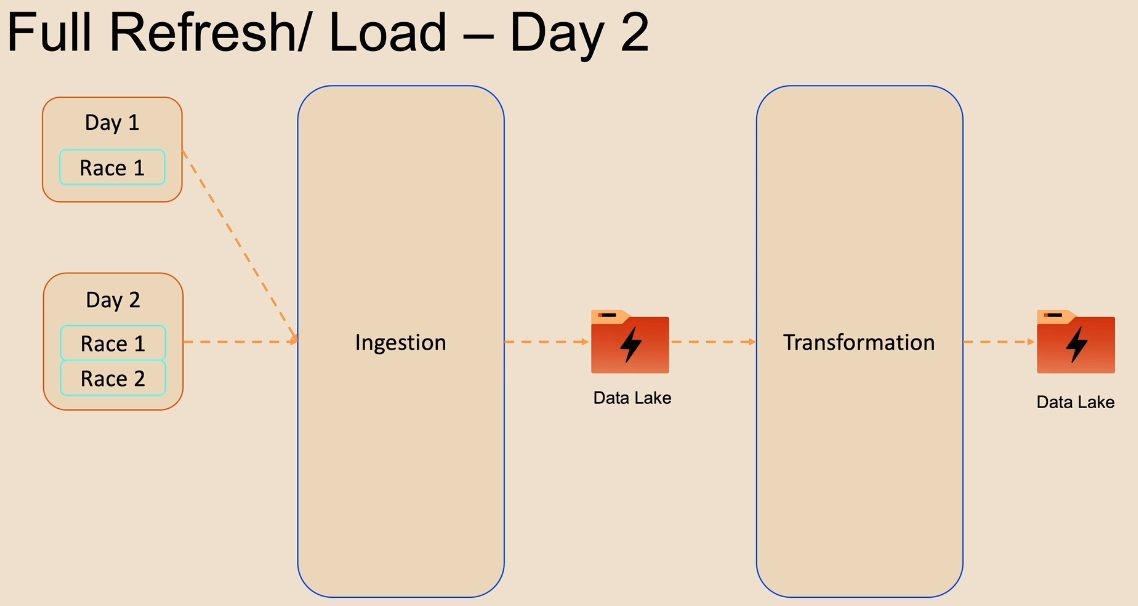 Full Refresh/ Load – Day 2
Day 1
Race 1
Day 2
Race 1
Race 2
Ingestion
Data Lake
Transformation
Data Lake